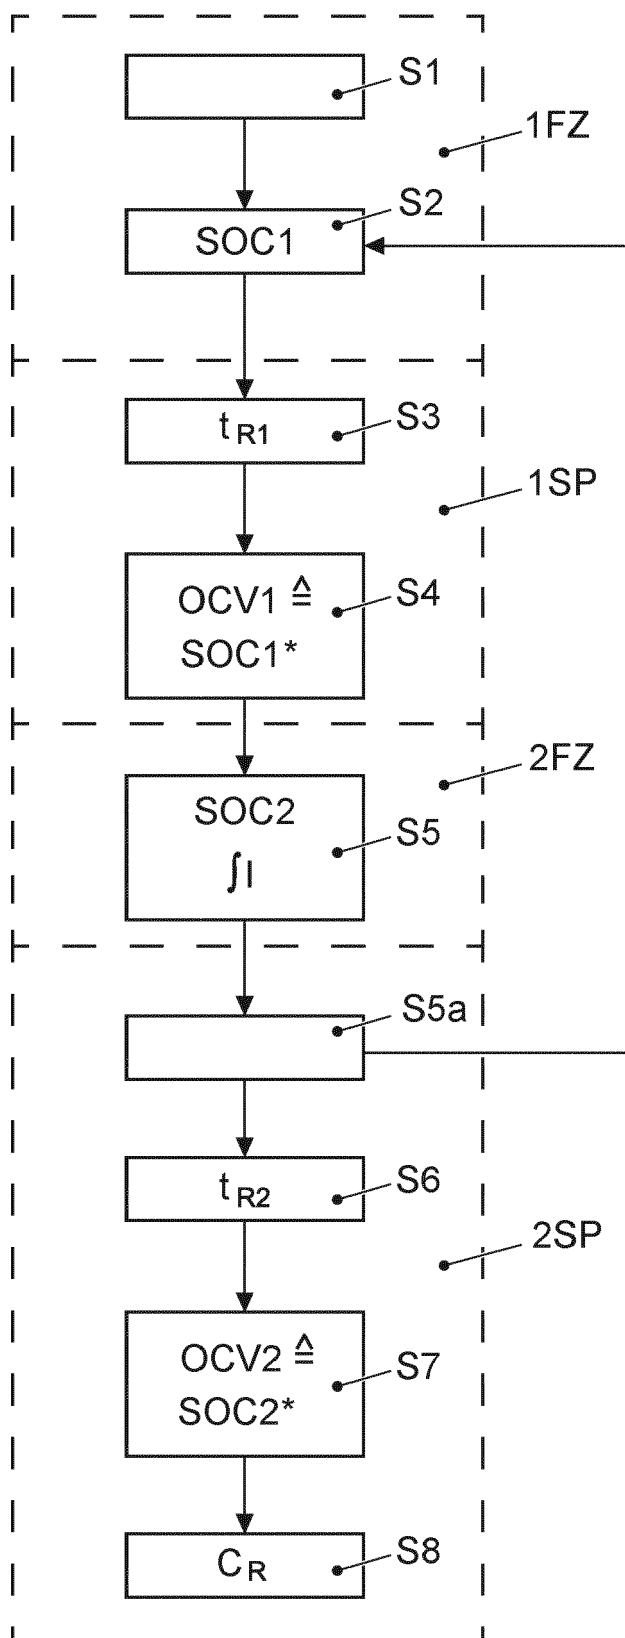 S1
1FZ
S2
SOC1
S3
t R1
1SP
S4
OCV1 ≙
SOC1*
2FZ
SOC2
S5
∫I
S5a
S6
t R2
2SP
OCV2 ≙
S7
SOC2*
S8
C R